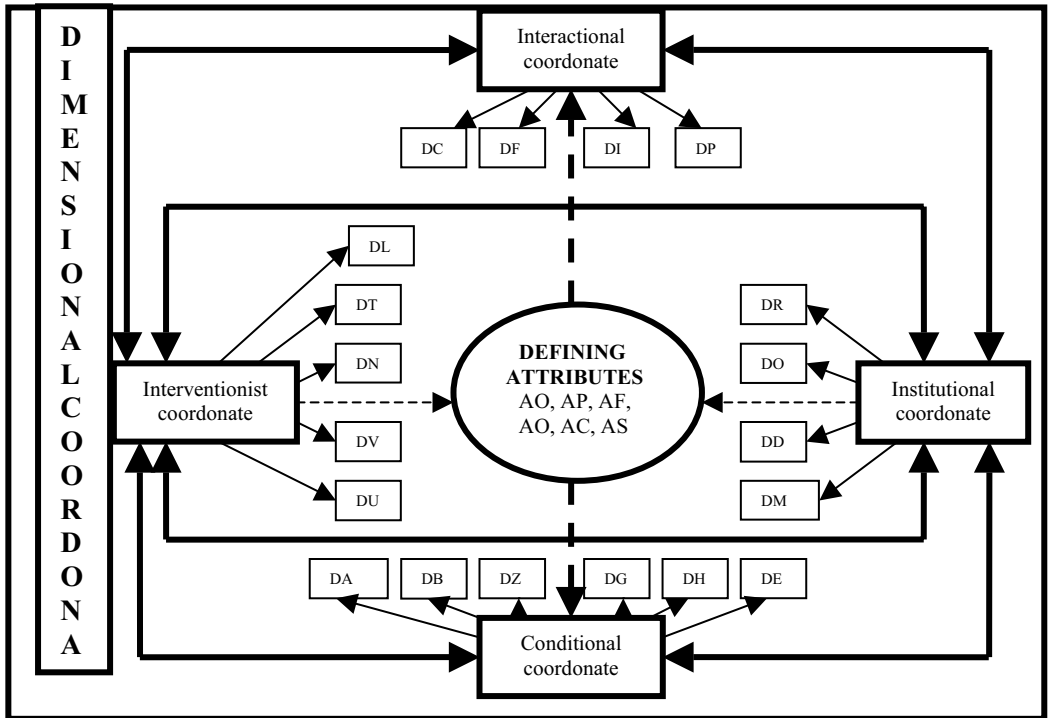 D
I
M
E
N
S
I
O
N
A
L
C
O
O
R
D
O
N
A
Interactional
coordonate
DC
DF
DI
DP
DL
DT
DN
DV
DU
Interventionist
coordonate
DEFINING
ATTRIBUTES
AO, AP, AF,
AO, AC, AS
DR
DO
DD
DM
Institutional
coordonate
DA
DB
DZ
DG
DH
DE
Conditional
coordonate